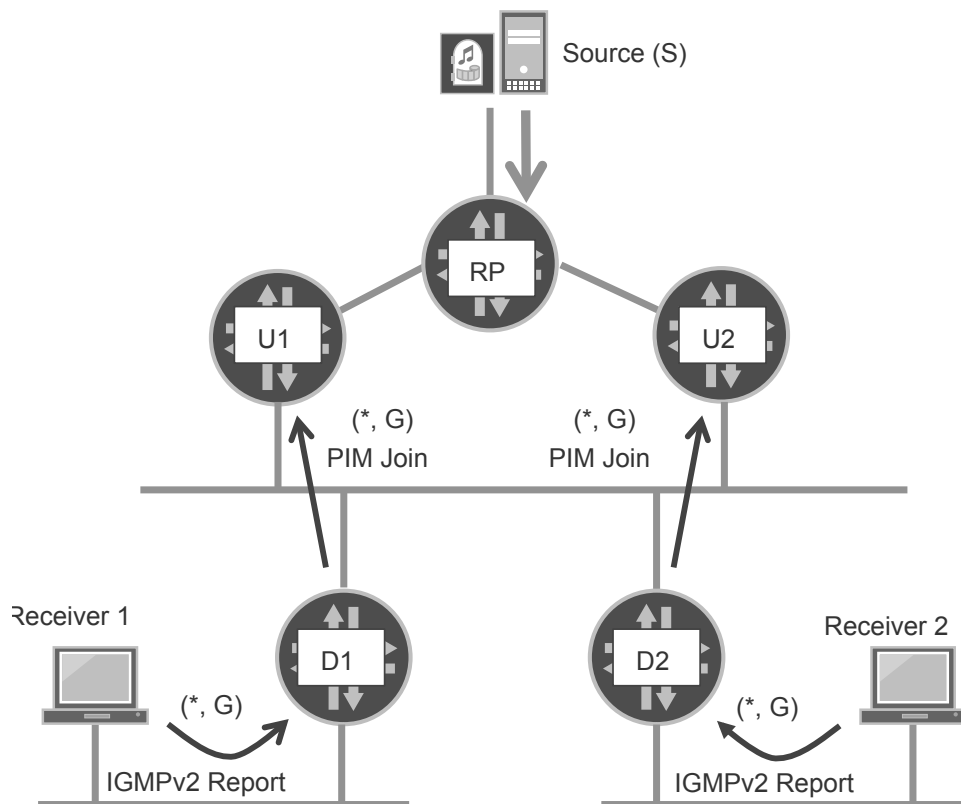 Source (S)
RP
U1
U2
(*, G)
PIM Join
(*, G)
PIM Join
Receiver 1
Receiver 2
D1
D2
(*, G)
IGMPv2 Report
(*, G)
IGMPv2 Report